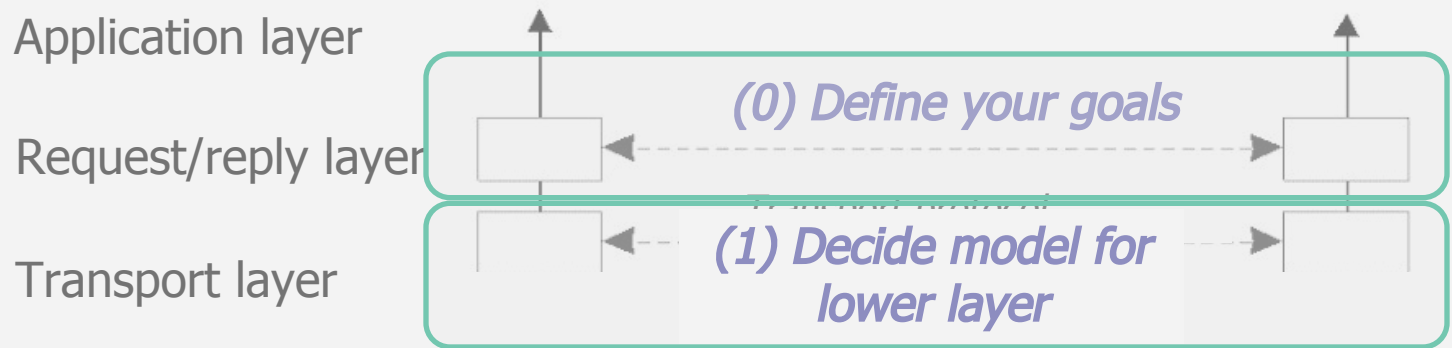 Application layer
(0) Define your goals
Request/reply layer
(1) Decide model for
lower layer
Transport layer